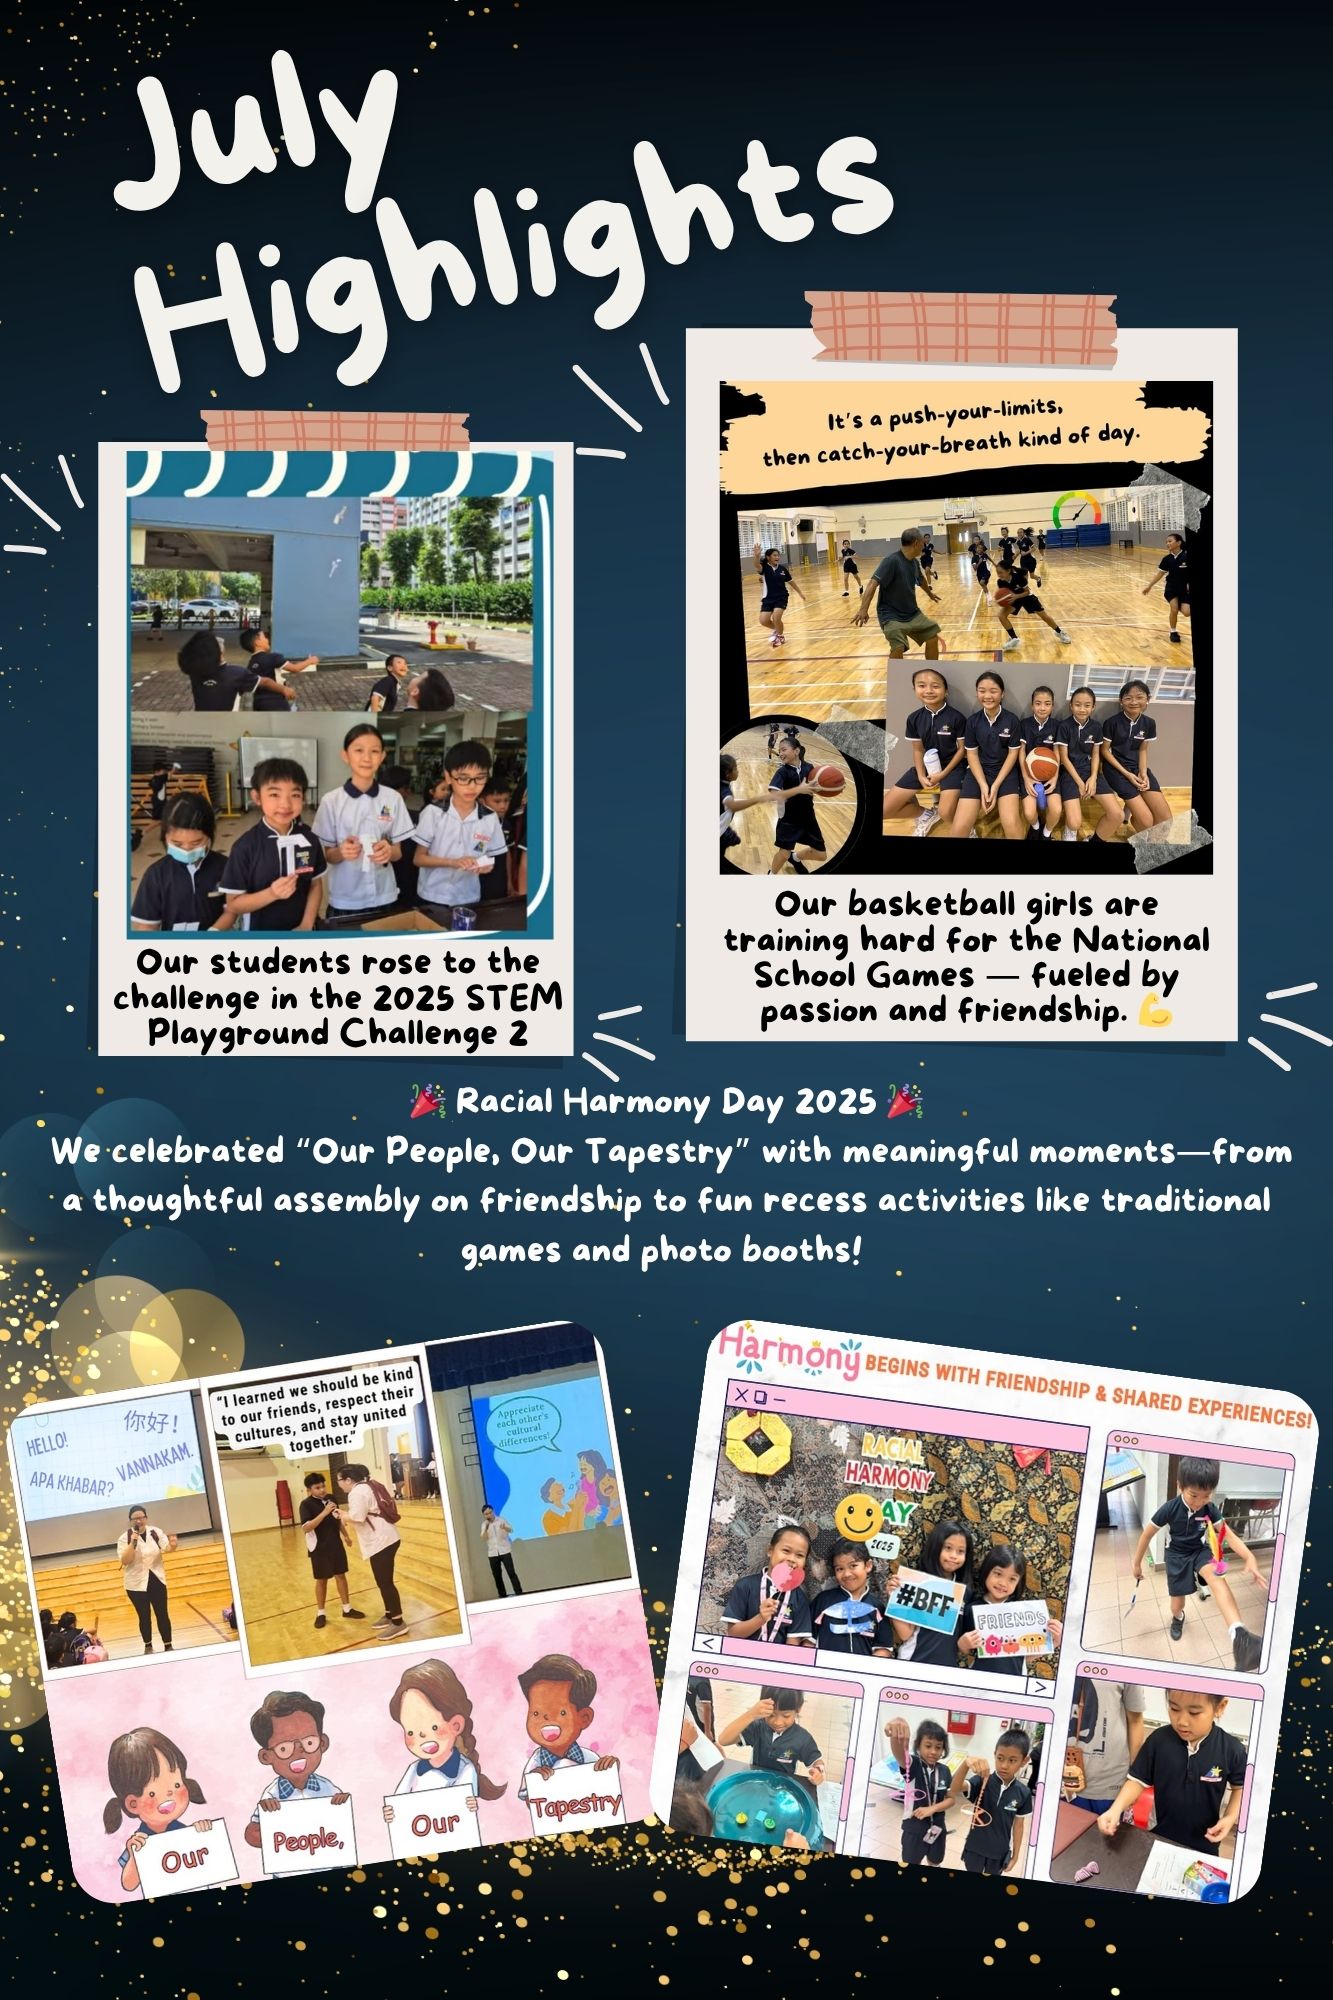 July
Highlights
It's a push-your-limits,
then catch-your-breath kind of day.
Our students rose to the
challenge in the 2025 STEM
Playground Challenge 2
Our basketball girls are
training hard for the National
School Games — fueled by
passion and friendship. 💪
🎉 Racial Harmony Day 2025 🎉
We celebrated “Our People, Our Tapestry” with meaningful moments—from
a thoughtful assembly on friendship to fun recess activities like traditional
games and photo booths!
HELLO!
你好!
APA KHABAR?
VANNAKAM.
“I learned we should be kind
to our friends, respect their
cultures, and stay united
together.”
Appreciate
each other's
cultural
differences!
Our
People,
Our
Tapestry
Harmony BEGINS WITH FRIENDSHIP & SHARED EXPERIENCES!
RACIAL
HARMONY
AY
2025
#BFF
FRIENDS